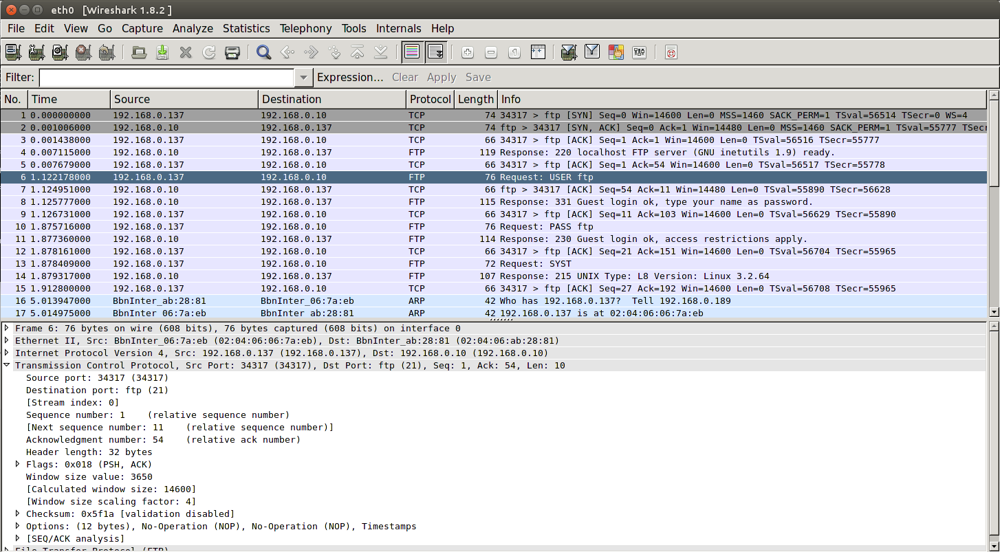 eth0 [Wireshark 1.8.2 ]
File Edit View Go Capture Analyze Statistics Telephony Tools Internals Help
Filter: Expression... Clear Apply Save
No. Time Source Destination Protocol Length Info
1 0.000000000 192.168.0.137 192.168.0.10 TCP 74 34317 > ftp [SYN] Seq=0 Win=14600 Len=0 MSS=1460 SACK_PERM=1 TSval=56514 TSecr=0 WS=4
2 0.001006000 192.168.0.10 192.168.0.137 TCP 74 ftp > 34317 [SYN, ACK] Seq=0 Ack=1 Win=14480 Len=0 MSS=1460 SACK_PERM=1 TSval=55777 TSecr
3 0.001438000 192.168.0.137 192.168.0.10 TCP 66 34317 > ftp [ACK] Seq=1 Ack=1 Win=14600 Len=0 TSval=56516 TSecr=55777
4 0.007115000 192.168.0.10 192.168.0.137 FTP 119 Response: 220 localhost FTP server (GNU inetutils 1.9) ready.
5 0.007679000 192.168.0.137 192.168.0.10 TCP 66 34317 > ftp [ACK] Seq=1 Ack=54 Win=14600 Len=0 TSval=56517 TSecr=55778
6 1.122178000 192.168.0.137 192.168.0.10 FTP 76 Request: USER ftp
7 1.124951000 192.168.0.10 192.168.0.137 TCP 66 ftp > 34317 [ACK] Seq=54 Ack=11 Win=14480 Len=0 TSval=55890 TSecr=56628
8 1.125777000 192.168.0.10 192.168.0.137 FTP 115 Response: 331 Guest login ok, type your name as password.
9 1.126731000 192.168.0.137 192.168.0.10 TCP 66 34317 > ftp [ACK] Seq=11 Ack=103 Win=14600 Len=0 TSval=56629 TSecr=55890
10 1.875716000 192.168.0.137 192.168.0.10 FTP 76 Request: PASS ftp
11 1.877360000 192.168.0.10 192.168.0.137 FTP 114 Response: 230 Guest login ok, access restrictions apply.
12 1.878161000 192.168.0.137 192.168.0.10 TCP 66 34317 > ftp [ACK] Seq=21 Ack=151 Win=14600 Len=0 TSval=56704 TSecr=55965
13 1.878409000 192.168.0.137 192.168.0.10 FTP 72 Request: SYST
14 1.879317000 192.168.0.10 192.168.0.137 FTP 107 Response: 215 UNIX Type: L8 Version: Linux 3.2.64
15 1.912800000 192.168.0.137 192.168.0.10 TCP 66 34317 > ftp [ACK] Seq=27 Ack=192 Win=14600 Len=0 TSval=56708 TSecr=55965
16 5.013947000 BbnInter_ab:28:81 BbnInter_06:7a:eb ARP 42 Who has 192.168.0.137? Tell 192.168.0.189
17 5.014975000 BbnInter_06:7a:eb BbnInter_ab:28:81 ARP 42 192.168.0.137 is at 02:04:06:06:7a:eb
Frame 6: 76 bytes on wire (608 bits), 76 bytes captured (608 bits) on interface 0
Ethernet II, Src: BbnInter_06:7a:eb (02:04:06:06:7a:eb), Dst: BbnInter_ab:28:81 (02:04:06:ab:28:81)
Internet Protocol Version 4, Src: 192.168.0.137 (192.168.0.137), Dst: 192.168.0.10 (192.168.0.10)
Transmission Control Protocol, Src Port: 34317 (34317), Dst Port: ftp (21), Seq: 1, Ack: 54, Len: 10
Source port: 34317 (34317)
Destination port: ftp (21)
[Stream index: 0]
Sequence number: 1 (relative sequence number)
[Next sequence number: 11 (relative sequence number)]
Acknowledgment number: 54 (relative ack number)
Header length: 32 bytes
Flags: 0x018 (PSH, ACK)
Window size value: 3650
[Calculated window size: 14600]
[Window size scaling factor: 4]
Checksum: 0x5f1a [validation disabled]
Options: (12 bytes), No-Operation (NOP), No-Operation (NOP), Timestamps
[SEQ/ACK analysis]
File Transfer Protocol (FTP)